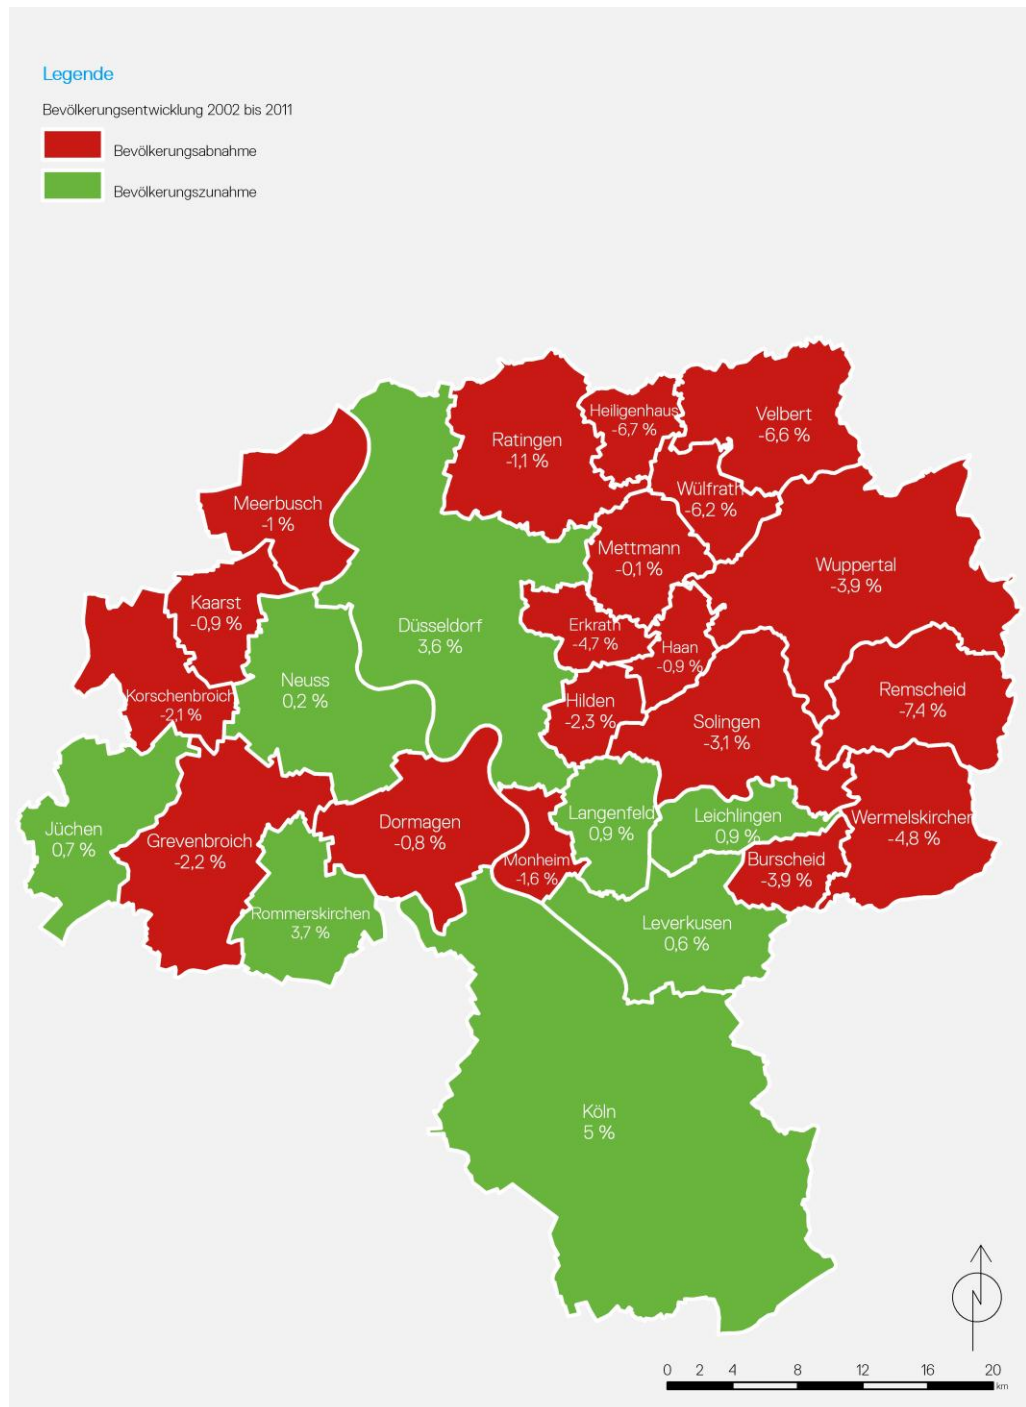 Legende
Bevölkerungsentwicklung 2002 bis 2011
Bevölkerungsabnahme
Bevölkerungszunahme
Heiligenhaus
-6,7 %
Velbert
-6,6 %
Ratingen
-1,1 %
Wülfrath
-6,2 %
Meerbusch
-1 %
Mettmann
-0,1 %
Wuppertal
-3,9 %
Kaarst
-0,9 %
Düsseldorf
3,6 %
Erkrath
-4,7 %
Haan
-0,9 %
Neuss
0,2 %
Korschenbroich
-2,1 %
Hilden
-2,3 %
Remscheid
-7,4 %
Solingen
-3,1 %
Jüchen
0,7 %
Grevenbroich
-2,2 %
Dormagen
-0,8 %
Langenfeld
0,9 %
Leichlingen
0,9 %
Wermelskirchen
-4,8 %
Monheim
-1,6 %
Burscheid
-3,9 %
Rommerskirchen
3,7 %
Leverkusen
0,6 %
Köln
5 %
N
0 2 4 8 12 16 20
km